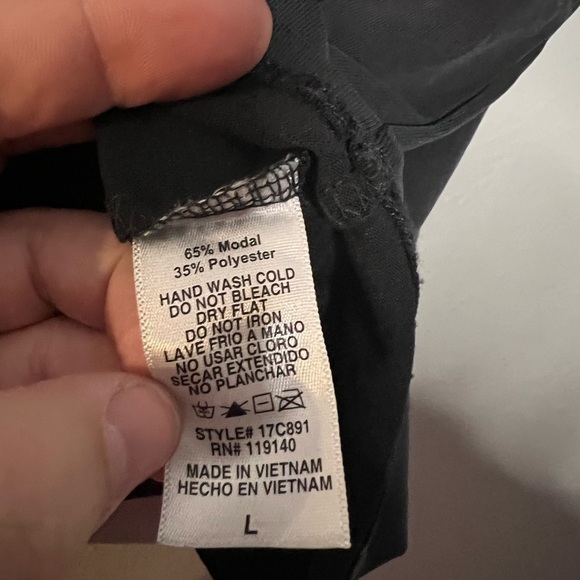 65% Modal
35% Polyester
HAND WASH COLD
DO NOT BLEACH
DRY FLAT
DO NOT IRON
LAVE FRIO A MANO
NO USAR CLORO
SECAR EXTENDIDO
NO PLANCHAR
STYLE# 17C891
RN# 119140
MADE IN VIETNAM
HECHO EN VIETNAM
L